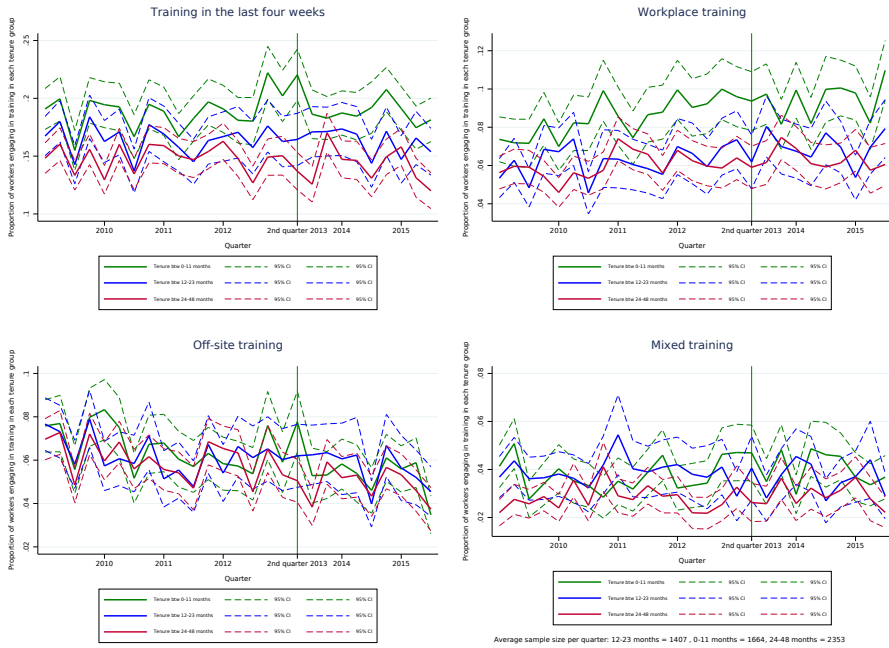 Training in the last four weeks
Proportion of workers engaging in training in each tenure group
.25
.2
.15
.1
2010
2011
2012
2nd quarter 2013
2014
2015
Quarter
Tenure btw 0-11 months 95% CI 95% CI
Tenure btw 12-23 months 95% CI 95% CI
Tenure btw 24-48 months 95% CI 95% CI
Workplace training
Proportion of workers engaging in training in each tenure group
.12
.1
.08
.06
.04
2010
2011
2012
2nd quarter 2013
2014
2015
Quarter
Tenure btw 0-11 months 95% CI 95% CI
Tenure btw 12-23 months 95% CI 95% CI
Tenure btw 24-48 months 95% CI 95% CI
Off-site training
Proportion of workers engaging in training in each tenure group
.1
.08
.06
.04
.02
2010
2011
2012
2nd quarter 2013
2014
2015
Quarter
Tenure btw 0-11 months 95% CI 95% CI
Tenure btw 12-23 months 95% CI 95% CI
Tenure btw 24-48 months 95% CI 95% CI
Mixed training
Proportion of workers engaging in training in each tenure group
.08
.06
.04
.02
2010
2011
2012
2nd quarter 2013
2014
2015
Quarter
Tenure btw 0-11 months 95% CI 95% CI
Tenure btw 12-23 months 95% CI 95% CI
Tenure btw 24-48 months 95% CI 95% CI
Average sample size per quarter: 12-23 months = 1407 , 0-11 months = 1664, 24-48 months = 2353